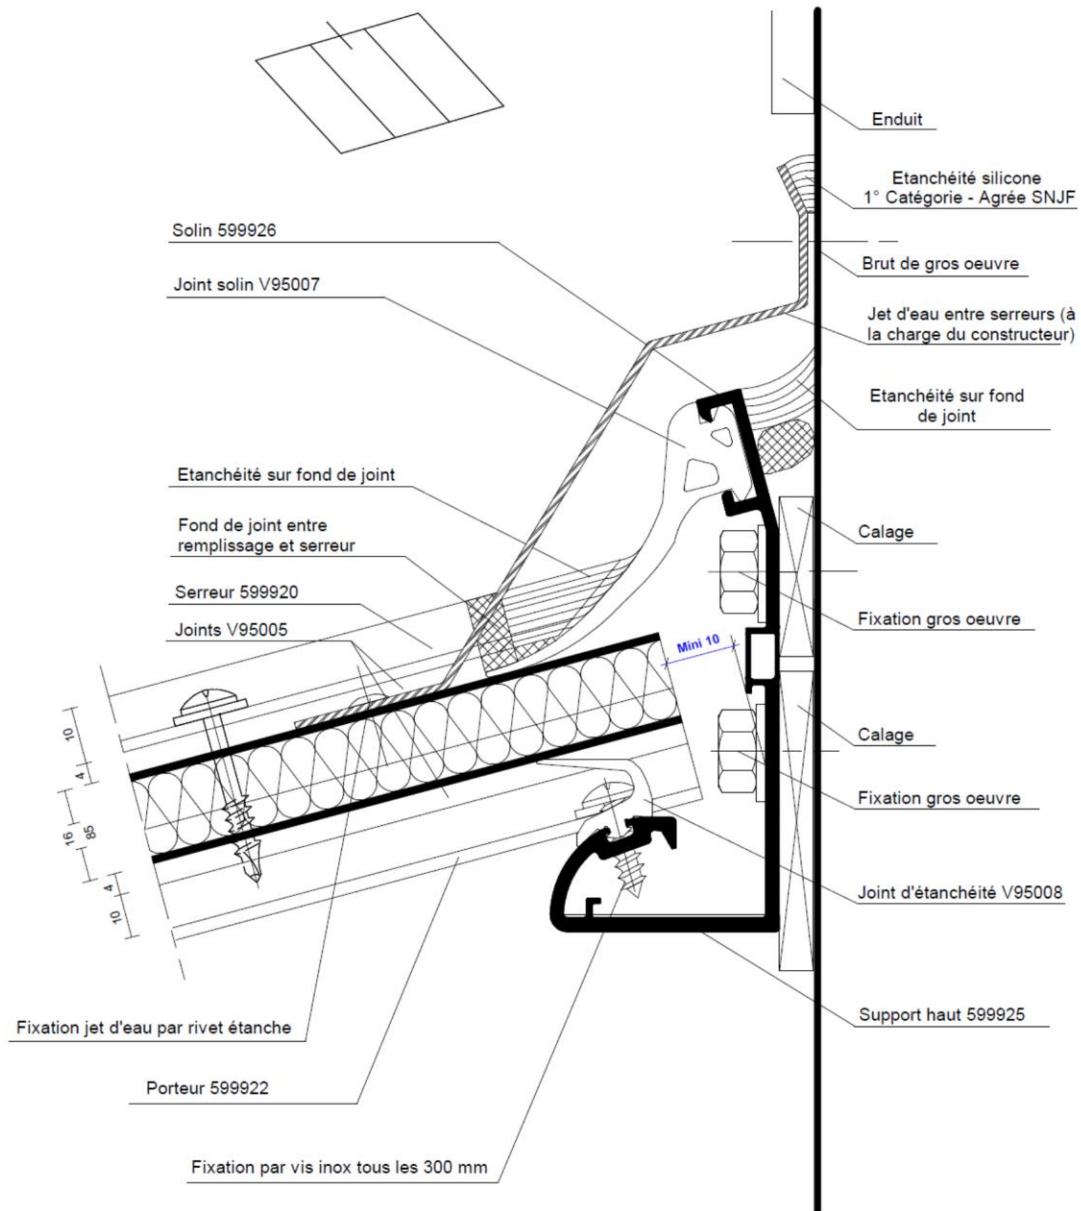 Enduit
Etanchéité silicone
1° Catégorie - Agrée SNJF
Solin 599926
Brut de gros oeuvre
Joint solin V95007
Jet d'eau entre serreurs (à
la charge du constructeur)
Etanchéité sur fond
de joint
Etanchéité sur fond de joint
Fond de joint entre
remplissage et serreur
Calage
Serreur 599920
Fixation gros oeuvre
Joints V95005
Mini 10
10
4
16
85
4
10
Calage
Fixation gros oeuvre
Joint d'étanchéité V95008
Support haut 599925
Fixation jet d'eau par rivet étanche
Porteur 599922
Fixation par vis inox tous les 300 mm